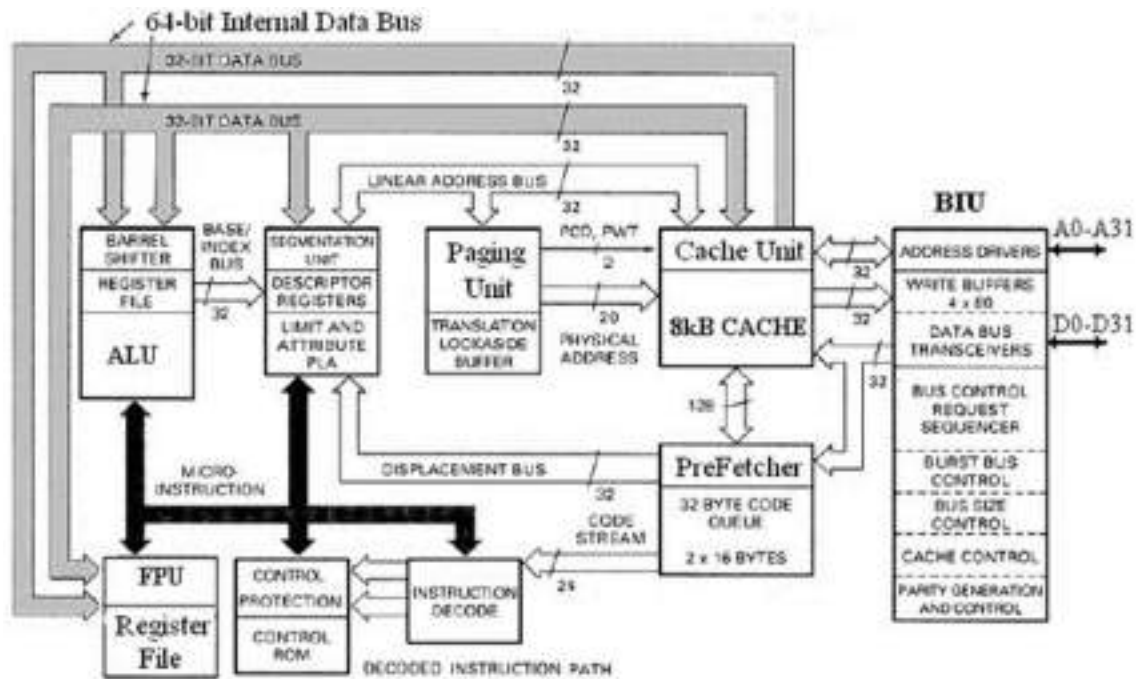 64-bit Internal Data Bus
32-BIT DATA BUS
32
32-BIT DATA BUS
32
LINEAR ADDRESS BUS
32
32
BIU
BARREL
SHIFTER
REGISTER
FILE
ALU
BASE/
INDEX
BUS
32
SEGMENTATION
UNIT
DESCRIPTOR
REGISTERS
LIMIT AND
ATTRIBUTE
PLA
Paging
Unit
TRANSLATION
LOCKASIDE
BUFFER
PCD, PWT
2
20
PHYSICAL
ADDRESS
Cache Unit
8kB CACHE
32
32
32
ADDRESS DRIVERS
WRITE BUFFERS
4 x 80
DATA BUS
TRANSCEIVERS
BUS CONTROL
REQUEST
SEQUENCER
BURST BUS
CONTROL
BUS SIZE
CONTROL
CACHE CONTROL
PARITY GENERATION
AND CONTROL
A0-A31
D0-D31
128
PreFetcher
32 BYTE CODE
QUEUE
2 x 16 BYTES
DISPLACEMENT BUS
32
MICRO-
INSTRUCTION
CODE
STREAM
24
FPU
Register
File
CONTROL
PROTECTION
CONTROL
ROM
INSTRUCTION
DECODE
DECODED INSTRUCTION PATH